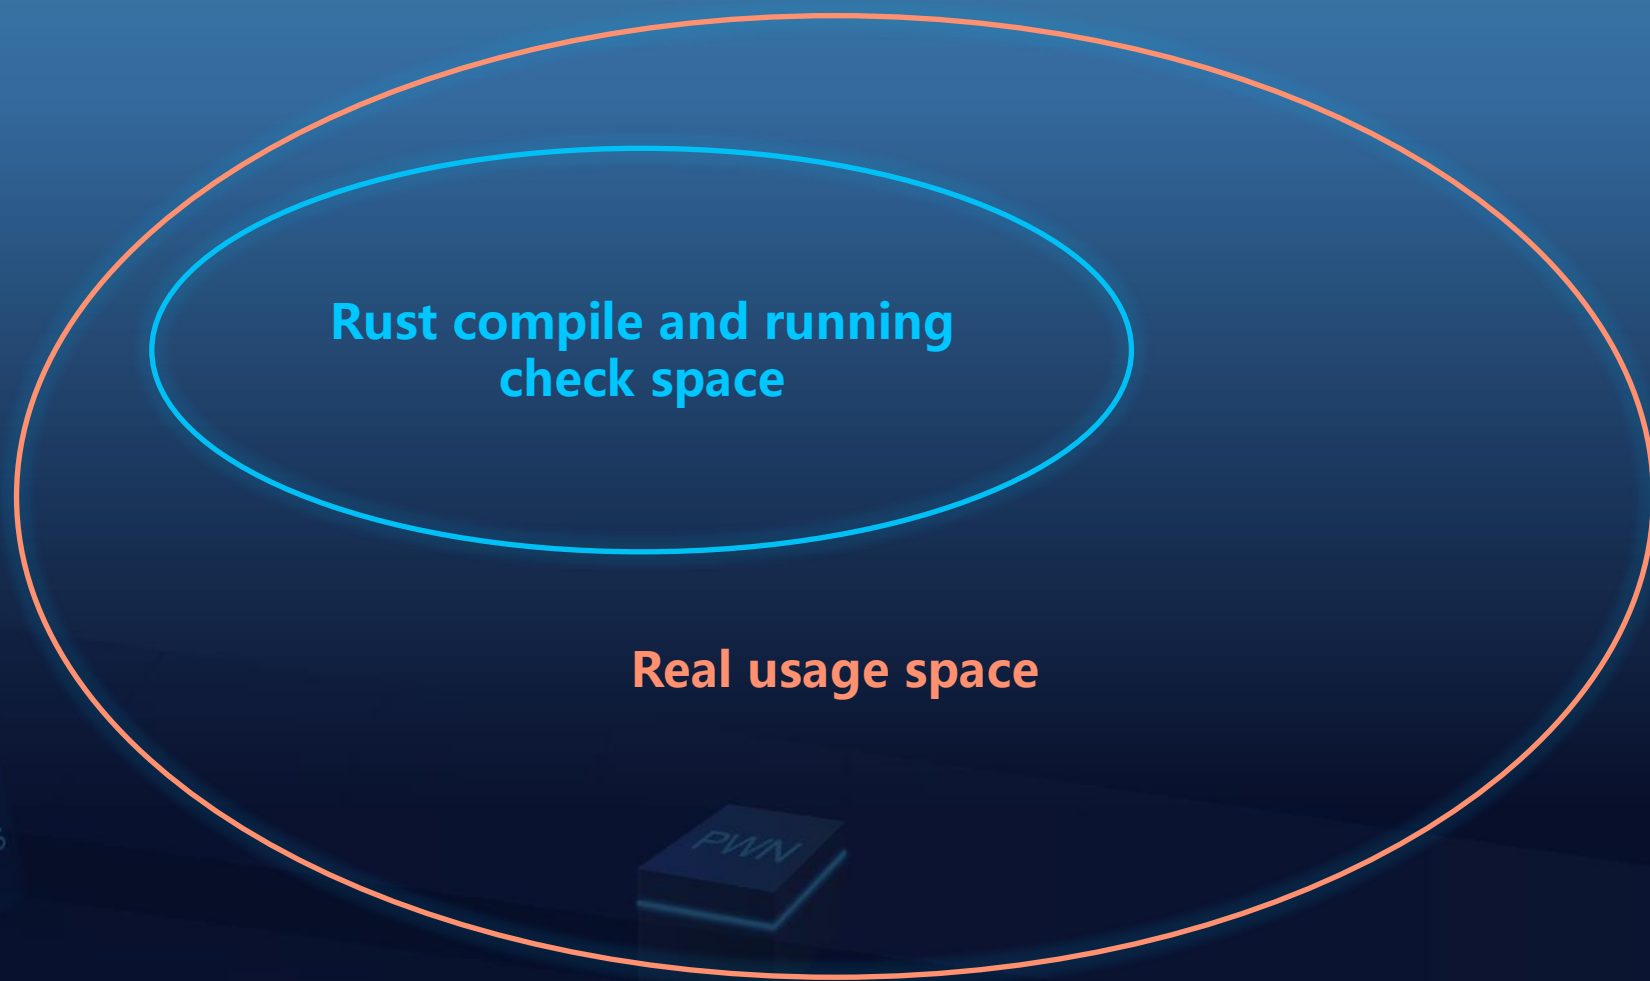 Rust compile and running
check space
Real usage space
PWN